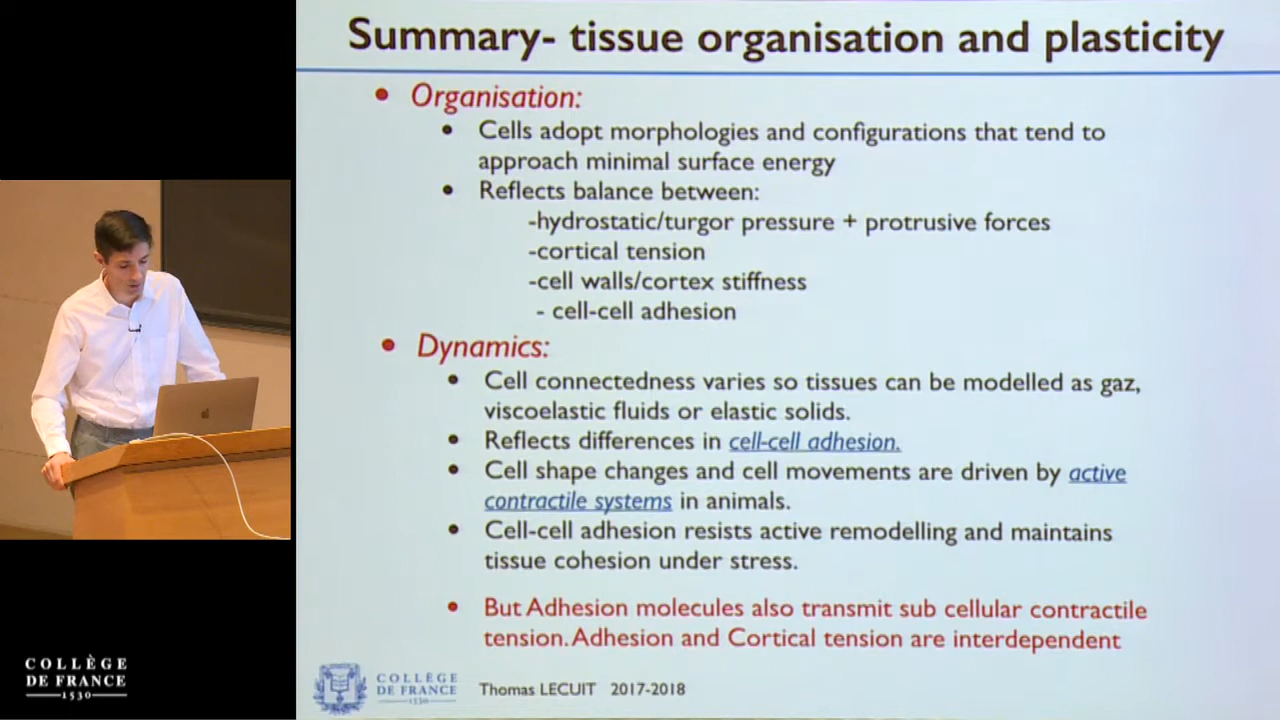 Summary- tissue organisation and plasticity
• Organisation:
• Cells adopt morphologies and configurations that tend to
approach minimal surface energy
• Reflects balance between:
-hydrostatic/turgor pressure + protrusive forces
-cortical tension
-cell walls/cortex stiffness
- cell-cell adhesion
• Dynamics:
• Cell connectedness varies so tissues can be modelled as gaz,
viscoelastic fluids or elastic solids.
• Reflects differences in cell-cell adhesion.
• Cell shape changes and cell movements are driven by active
contractile systems in animals.
• Cell-cell adhesion resists active remodelling and maintains
tissue cohesion under stress.
• But Adhesion molecules also transmit sub cellular contractile
tension. Adhesion and Cortical tension are interdependent
COLLÈGE
DE FRANCE
1530
COLLÈGE
DE FRANCE
1530
Thomas LECUIT 2017-2018